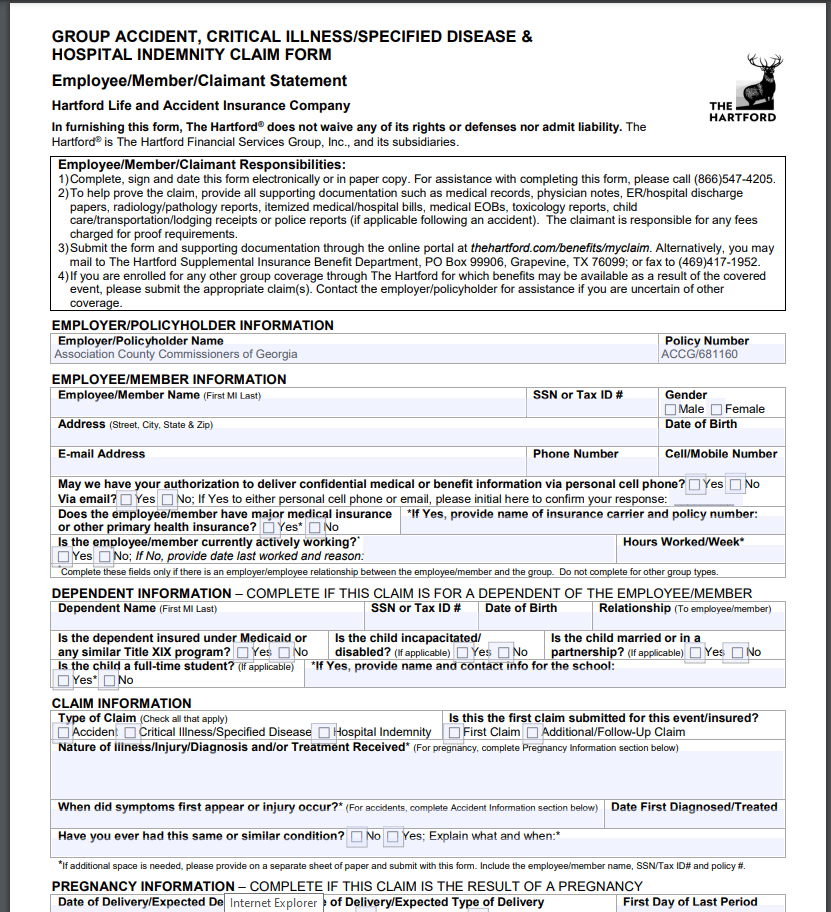 GROUP ACCIDENT, CRITICAL ILLNESS/SPECIFIED DISEASE &
HOSPITAL INDEMNITY CLAIM FORM
Employee/Member/Claimant Statement
Hartford Life and Accident Insurance Company
In furnishing this form, The Hartford® does not waive any of its rights or defenses nor admit liability. The
Hartford® is The Hartford Financial Services Group, Inc., and its subsidiaries.
THE
HARTFORD
Employee/Member/Claimant Responsibilities:
1)Complete, sign and date this form electronically or in paper copy. For assistance with completing this form, please call (866)547-4205.
2)To help prove the claim, provide all supporting documentation such as medical records, physician notes, ER/hospital discharge
papers, radiology/pathology reports, itemized medical/hospital bills, medical EOBs, toxicology reports, child
care/transportation/lodging receipts or police reports (if applicable following an accident). The claimant is responsible for any fees
charged for proof requirements.
3)Submit the form and supporting documentation through the online portal at thehartford.com/benefits/myclaim. Alternatively, you may
mail to The Hartford Supplemental Insurance Benefit Department, PO Box 99906, Grapevine, TX 76099; or fax to (469)417-1952.
4)If you are enrolled for any other group coverage through The Hartford for which benefits may be available as a result of the covered
event, please submit the appropriate claim(s). Contact the employer/policyholder for assistance if you are uncertain of other
coverage.
EMPLOYER/POLICYHOLDER INFORMATION
Employer/Policyholder Name Policy Number
Association County Commissioners of Georgia ACCG/681160
EMPLOYEE/MEMBER INFORMATION
Employee/Member Name (First MI Last) SSN or Tax ID # Gender
Male Female
Address (Street, City, State & Zip) Date of Birth
E-mail Address Phone Number Cell/Mobile Number
May we have your authorization to deliver confidential medical or benefit information via personal cell phone? Yes No
Via email? Yes No; If Yes to either personal cell phone or email, please initial here to confirm your response:
Does the employee/member have major medical insurance *If Yes, provide name of insurance carrier and policy number:
or other primary health insurance? Yes* No
Is the employee/member currently actively working?* Hours Worked/Week*
Yes No; If No, provide date last worked and reason:
*Complete these fields only if there is an employer/employee relationship between the employee/member and the group. Do not complete for other group types.
DEPENDENT INFORMATION – COMPLETE IF THIS CLAIM IS FOR A DEPENDENT OF THE EMPLOYEE/MEMBER
Dependent Name (First MI Last) SSN or Tax ID # Date of Birth Relationship (To employee/member)
Is the dependent insured under Medicaid or Is the child incapacitated/ Is the child married or in a
any similar Title XIX program? Yes No disabled? (If applicable) Yes No partnership? (If applicable) Yes No
Is the child a full-time student? (If applicable) *If Yes, provide name and contact info for the school:
Yes* No
CLAIM INFORMATION
Type of Claim (Check all that apply) Is this the first claim submitted for this event/insured?
Accident Critical Illness/Specified Disease Hospital Indemnity First Claim Additional/Follow-Up Claim
Nature of Illness/Injury/Diagnosis and/or Treatment Received* (For pregnancy, complete Pregnancy Information section below)
When did symptoms first appear or injury occur?* (For accidents, complete Accident Information section below) Date First Diagnosed/Treated
Have you ever had this same or similar condition? No Yes; Explain what and when:*
*If additional space is needed, please provide on a separate sheet of paper and submit with this form. Include the employee/member name, SSN/Tax ID# and policy #.
PREGNANCY INFORMATION – COMPLETE IF THIS CLAIM IS THE RESULT OF A PREGNANCY
Date of Delivery/Expected De Internet Explorer of Delivery/Expected Type of Delivery First Day of Last Period